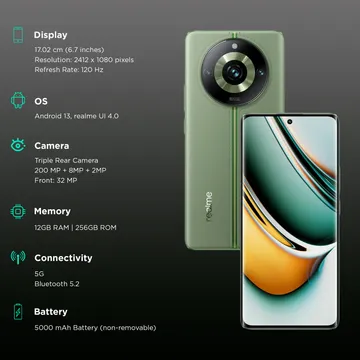 Display
17.02 cm (6.7 inches)
Resolution: 2412 x 1080 pixels
Refresh Rate: 120 Hz
OS
Android 13, realme UI 4.0
Camera
Triple Rear Camera
200 MP + 8MP + 2MP
Front: 32 MP
Memory
12GB RAM | 256GB ROM
Connectivity
5G
Bluetooth 5.2
Battery
5000 mAh Battery (non-removable)
realme